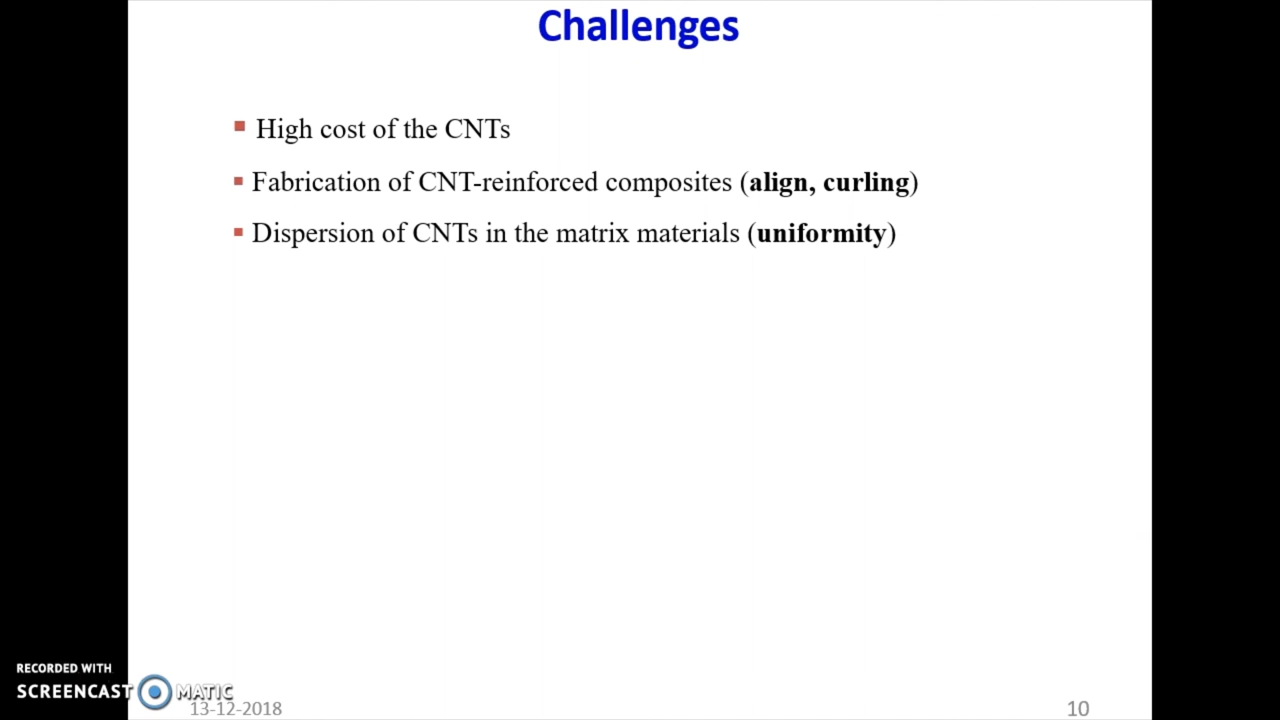 Challenges
High cost of the CNTs
Fabrication of CNT-reinforced composites (align, curling)
Dispersion of CNTs in the matrix materials (uniformity)
RECORDED WITH
SCREENCAST MATIC
13-12-2018
10